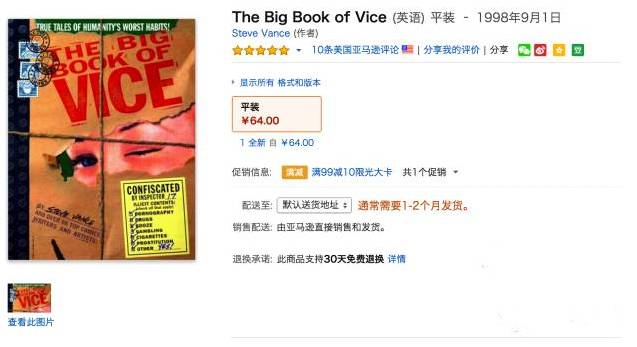 TRUE TALES OF HUMANITY'S WORST HABITS!
THE BIG
BOOK OF
VICE
CONFISCATED
BY INSPECTOR 17
ILLICIT CONTENTS:
PORNOGRAPHY
DRUGS
BOOZE
GAMBLING
CIGARETTES
PROSTITUTION
OTHER YES!
BY STEVE VANCE
AND OVER 50 TOP COMICS
WRITERS AND ARTISTS!
查看此图片
The Big Book of Vice (英语) 平装 - 1998年9月1日
Steve Vance (作者)
10条美国亚马逊评论 | 分享我的评价 | 分享
显示所有 格式和版本
平装
￥64.00
1 全新 自 ￥64.00
促销信息: 满减 满99减10限光大卡 共1个促销
配送至: 默认送货地址 通常需要1-2个月发货。
销售配送: 由亚马逊直接销售和发货。
退换承诺: 此商品支持30天免费退换 详情